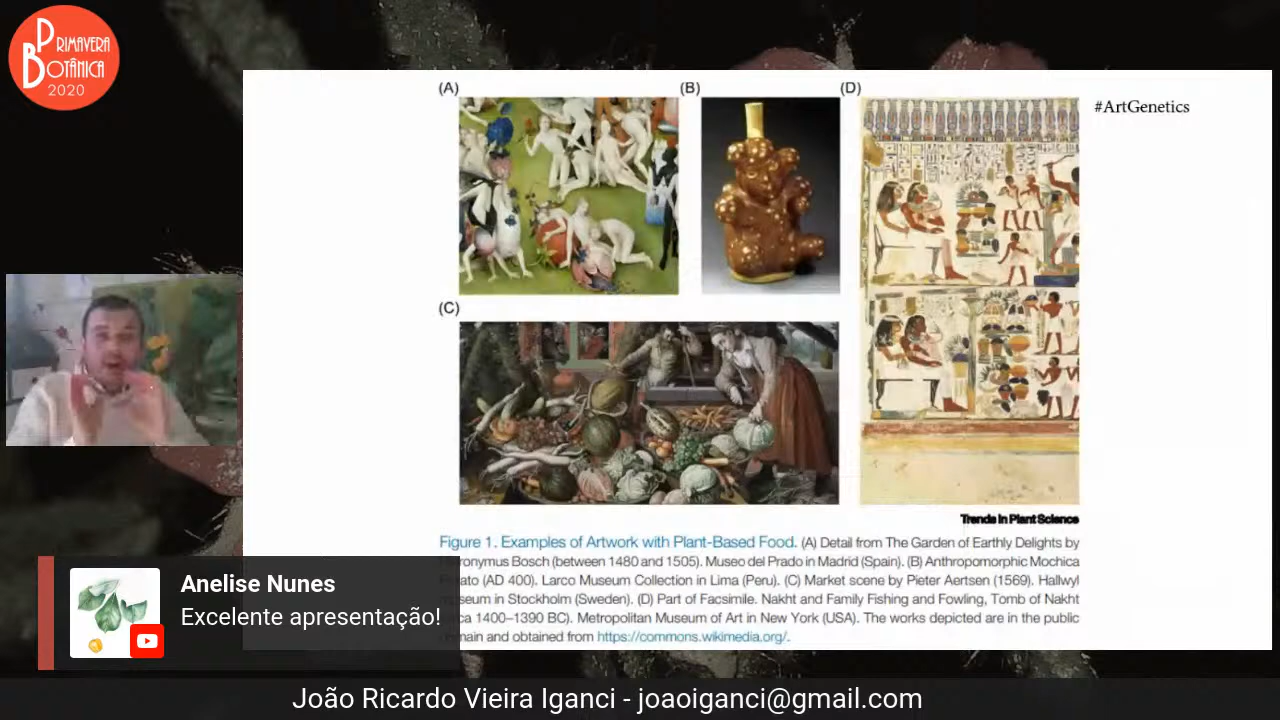 PRIMAVERA
BOTÂNICA
2020
(A)
(B)
(D)
#ArtGenetics
(C)
Trends in Plant Science
Figure 1. Examples of Artwork with Plant-Based Food. (A) Detail from The Garden of Earthly Delights by
ronymus Bosch (between 1480 and 1505). Museo del Prado in Madrid (Spain). (B) Anthropomorphic Mochica
(AD 400). Larco Museum Collection in Lima (Peru). (C) Market scene by Pieter Aertsen (1569). Hallwyl
seum in Stockholm (Sweden). (D) Part of Facsimile. Nakht and Family Fishing and Fowling, Tomb of Nakht
1400–1390 BC). Metropolitan Museum of Art in New York (USA). The works depicted are in the public
main and obtained from https://commons.wikimedia.org/.
Anelise Nunes
Excelente apresentação!
João Ricardo Vieira Iganci - joaoiganci@gmail.com